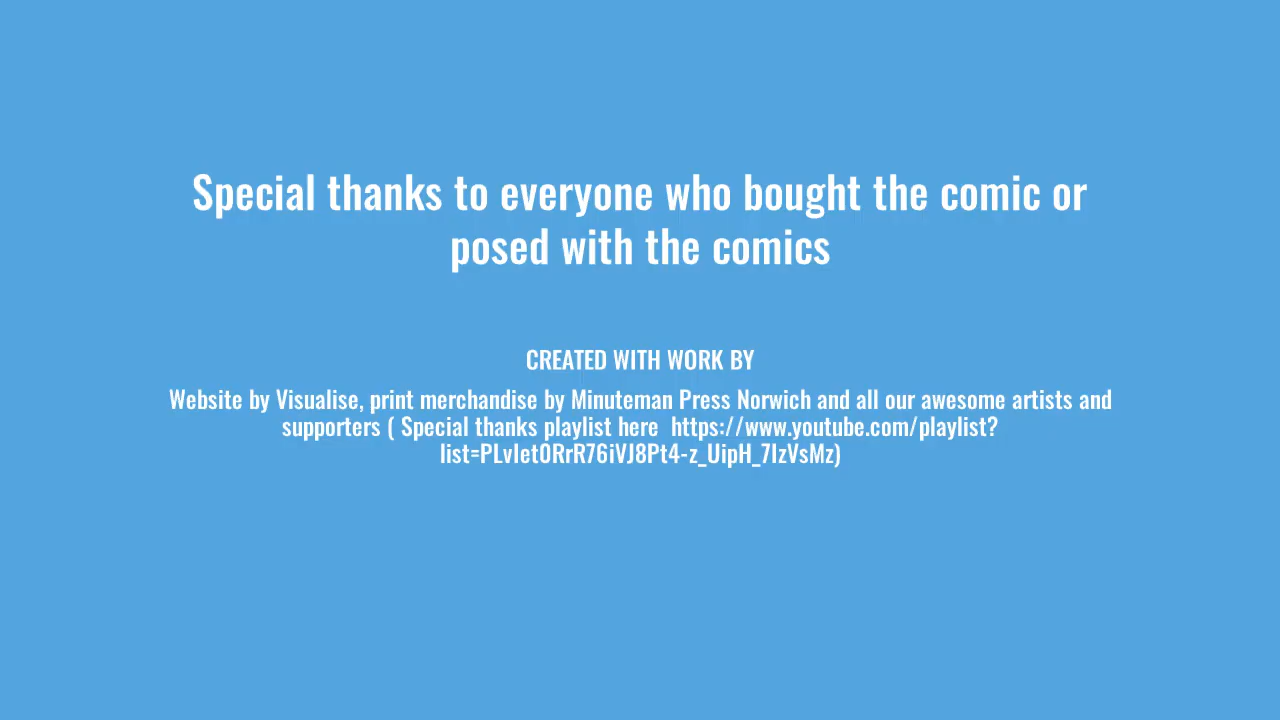 Special thanks to everyone who bought the comic or
posed with the comics
CREATED WITH WORK BY
Website by Visualise, print merchandise by Minuteman Press Norwich and all our awesome artists and
supporters ( Special thanks playlist here  https://www.youtube.com/playlist?
list=PLvIetORrR76iVJ8Pt4-z_UipH_7IzVsMz)